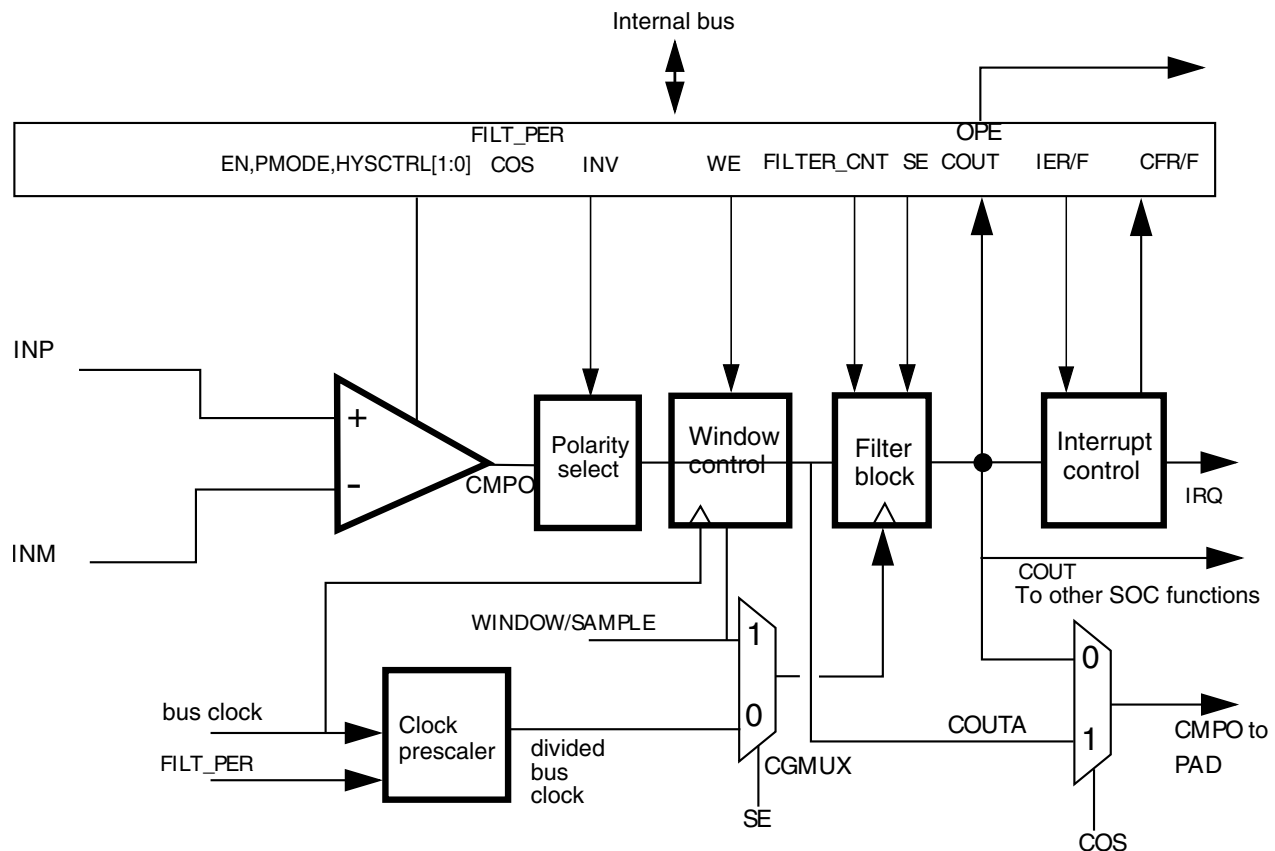 Internal bus
FILT_PER
OPE
EN,PMODE,HYSCTRL[1:0]
COS
INV
WE
FILTER_CNT
SE
COUT
IER/F
CFR/F
INP
INM
+
-
CMPO
Polarity
select
Window
control
Filter
block
Interrupt
control
IRQ
COUT
To other SOC functions
WINDOW/SAMPLE
1
0
CGMUX
SE
bus clock
FILT_PER
Clock
prescaler
divided
bus
clock
COUTA
0
1
CMPO to
PAD
COS